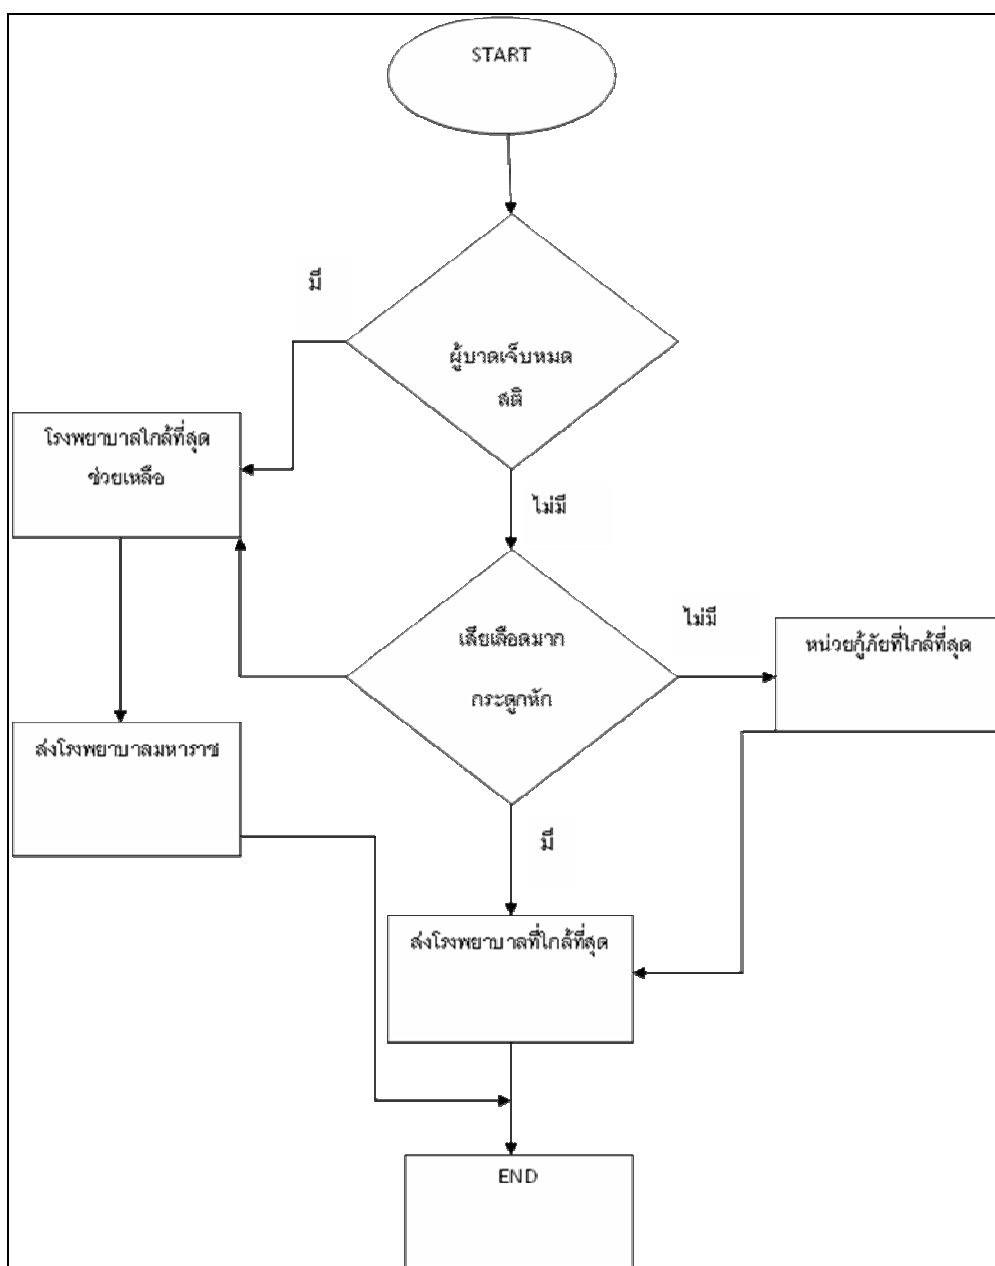 START
มี
ผู้บาดเจ็บหมด
สติ
โรงพยาบาลใกล้ที่สุด
ช่วยเหลือ
ไม่มี
เสียเลือดมาก
กระดูกหัก
ไม่มี
หน่วยกู้ภัยที่ใกล้ที่สุด
ส่งโรงพยาบาลมหาราช
มี
ส่งโรงพยาบาลที่ใกล้ที่สุด
END